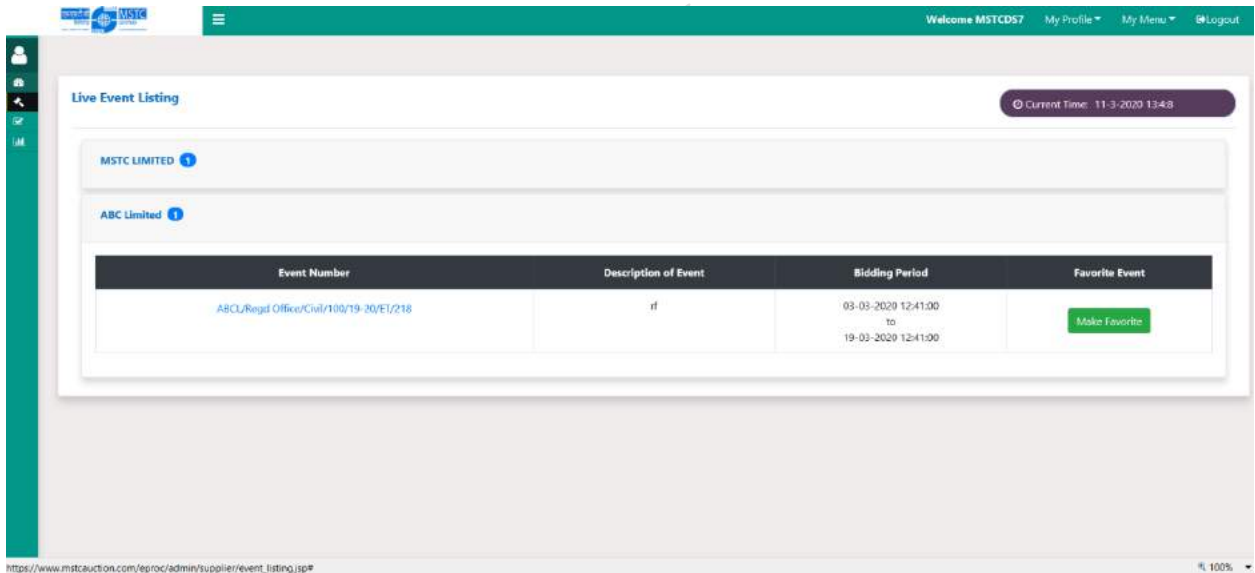 MSTC
Welcome MSTCDS7 My Profile My Menu Logout
Live Event Listing
Current Time: 11-3-2020 13:4:8
MSTC LIMITED 1
ABC Limited 1
Event Number Description of Event Bidding Period Favorite Event
ABCL/Regd Office/Civil/100/19-20/ET/218 rf 03-03-2020 12:41:00 Make Favorite
to
19-03-2020 12:41:00
https://www.mstcauction.com/eproc/admin/supplier/event_listing.jsp# 100%